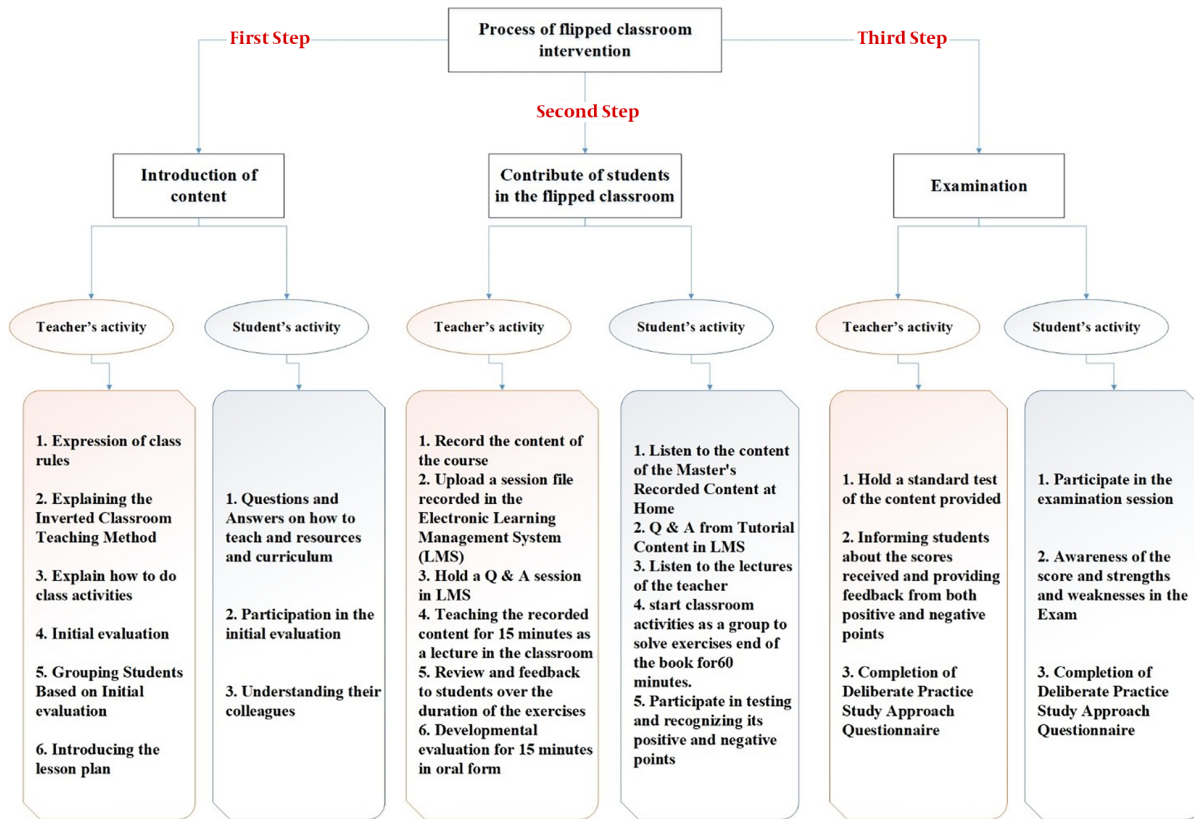 Process of flipped classroom
intervention
First Step
Second Step
Third Step
Introduction of
content
Contribute of students
in the flipped classroom
Examination
Teacher's activity
Student's activity
Teacher's activity
Student's activity
Teacher's activity
Student's activity
1. Expression of class
rules
2. Explaining the
Inverted Classroom
Teaching Method
3. Explain how to do
class activities
4. Initial evaluation
5. Grouping Students
Based on Initial
evaluation
6. Introducing the
lesson plan
1. Questions and
Answers on how to
teach and resources
and curriculum
2. Participation in the
initial evaluation
3. Understanding their
colleagues
1. Record the content of
the course
2. Upload a session file
recorded in the
Electronic Learning
Management System
(LMS)
3. Hold a Q & A session
in LMS
4. Teaching the recorded
content for 15 minutes as
a lecture in the classroom
5. Review and feedback
to students over the
duration of the exercises
6. Developmental
evaluation for 15 minutes
in oral form
1. Listen to the content
of the Master's
Recorded Content at
Home
2. Q & A from Tutorial
Content in LMS
3. Listen to the lectures
of the teacher
4. start classroom
activities as a group to
solve exercises end of
the book for60
minutes.
5. Participate in testing
and recognizing its
positive and negative
points
1. Hold a standard test
of the content provided
2. Informing students
about the scores
received and providing
feedback from both
positive and negative
points
3. Completion of
Deliberate Practice
Study Approach
Questionnaire
1. Participate in the
examination session
2. Awareness of the
score and strengths
and weaknesses in the
Exam
3. Completion of
Deliberate Practice
Study Approach
Questionnaire